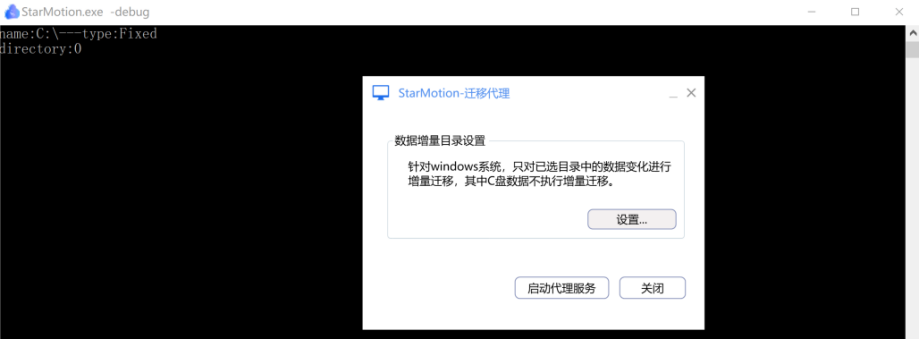 StarMotion.exe -debug
name:C:\---type:Fixed
directory:0
StarMotion-迁移代理
数据增量目录设置
针对windows系统，只对已选目录中的数据变化进行
增量迁移，其中C盘数据不执行增量迁移。
设置...
启动代理服务
关闭